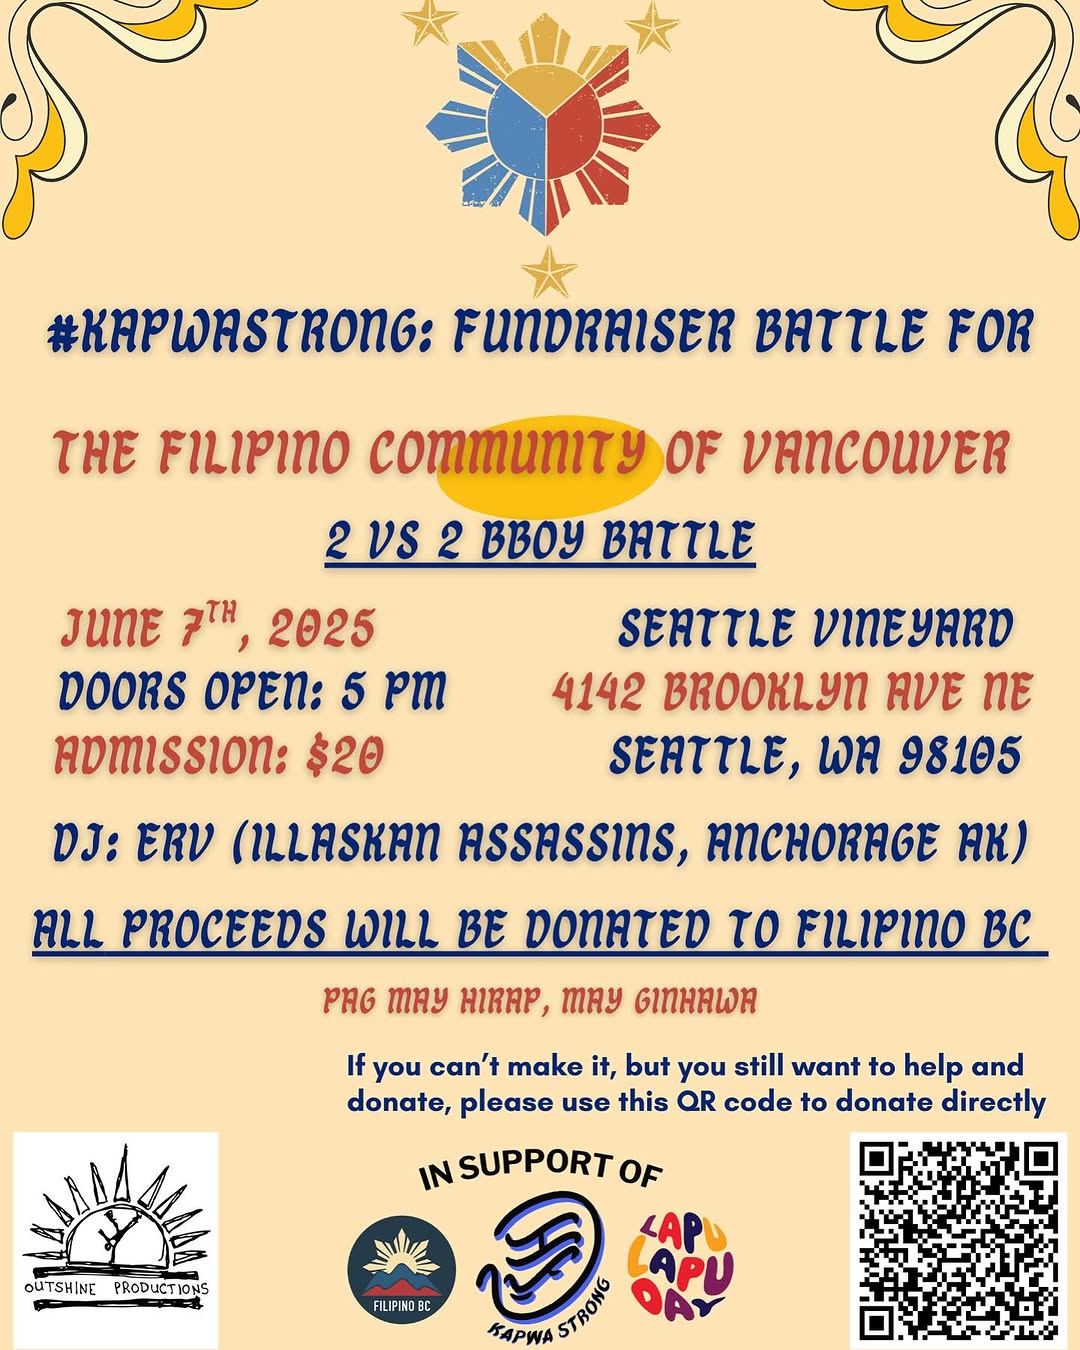 #KAPWASTRONG: FUNDRAISER BATTLE FOR
THE FILIPINO COMMUNITY OF VANCOUVER
2 VS 2 BBOY BATTLE
JUNE 7TH, 2025
DOORS OPEN: 5 PM
ADMISSION: $20
SEATTLE VINEYARD
4142 BROOKLYN AVE NE
SEATTLE, WA 98105
DJ: ERV (ILLASKAN ASSASSINS, ANCHORAGE AK)
ALL PROCEEDS WILL BE DONATED TO FILIPINO BC
PAG MAY HIRAP, MAY GINHAWA
If you can't make it, but you still want to help and
donate, please use this QR code to donate directly
OUTSHINE PRODUCTIONS
IN SUPPORT OF
FILIPINO BC
KAPWA STRONG
LAPU
LAPU
DAY